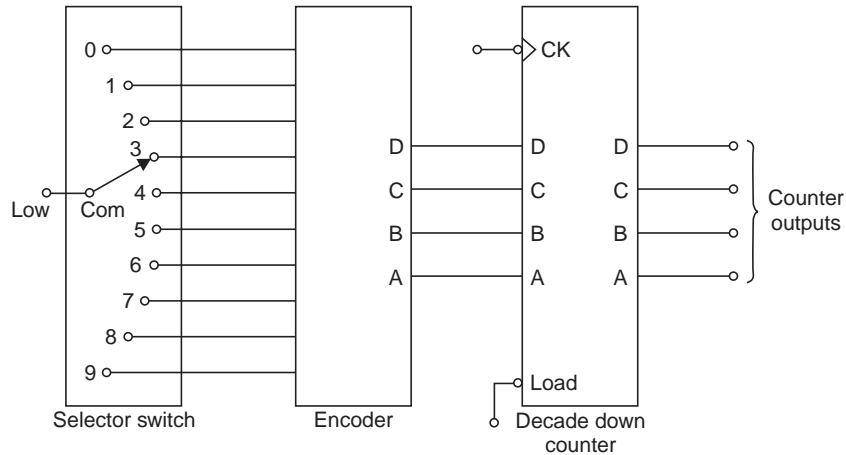 0
CK
1
2
3
D D D
Low Com 4
C C C
Counter
outputs
5
B B B
6
A A A
7
8
9
Load
Selector switch
Encoder
Decade down
counter